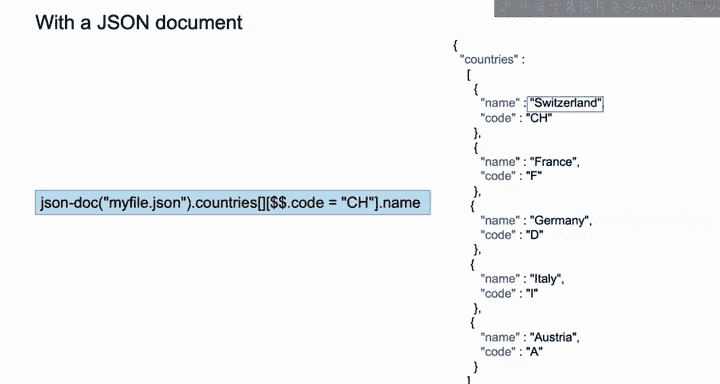 With a JSON document
json-doc("myfile.json").countries[][$$.code = "CH"].name
{
"countries" :
[
{
"name" : "Switzerland",
"code" : "CH"
},
{
"name" : "France",
"code" : "F"
},
{
"name" : "Germany",
"code" : "D"
},
{
"name" : "Italy",
"code" : "I"
},
{
"name" : "Austria",
"code" : "A"
}
]